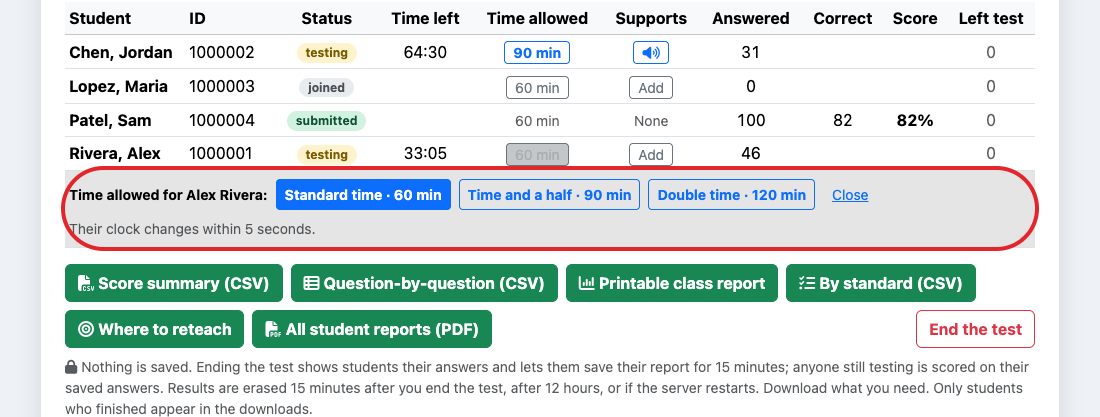 Student ID Status Time left Time allowed Supports Answered Correct Score Left test
Chen, Jordan 1000002 testing 64:30 90 min 31 0
Lopez, Maria 1000003 joined 60 min Add 0 0
Patel, Sam 1000004 submitted 60 min None 100 82 82% 0
Rivera, Alex 1000001 testing 33:05 60 min Add 46 0
Time allowed for Alex Rivera: Standard time · 60 min Time and a half · 90 min Double time · 120 min Close
Their clock changes within 5 seconds.
Score summary (CSV) Question-by-question (CSV) Printable class report By standard (CSV)
Where to reteach All student reports (PDF) End the test
Nothing is saved. Ending the test shows students their answers and lets them save their report for 15 minutes; anyone still testing is scored on their
saved answers. Results are erased 15 minutes after you end the test, after 12 hours, or if the server restarts. Download what you need. Only students
who finished appear in the downloads.